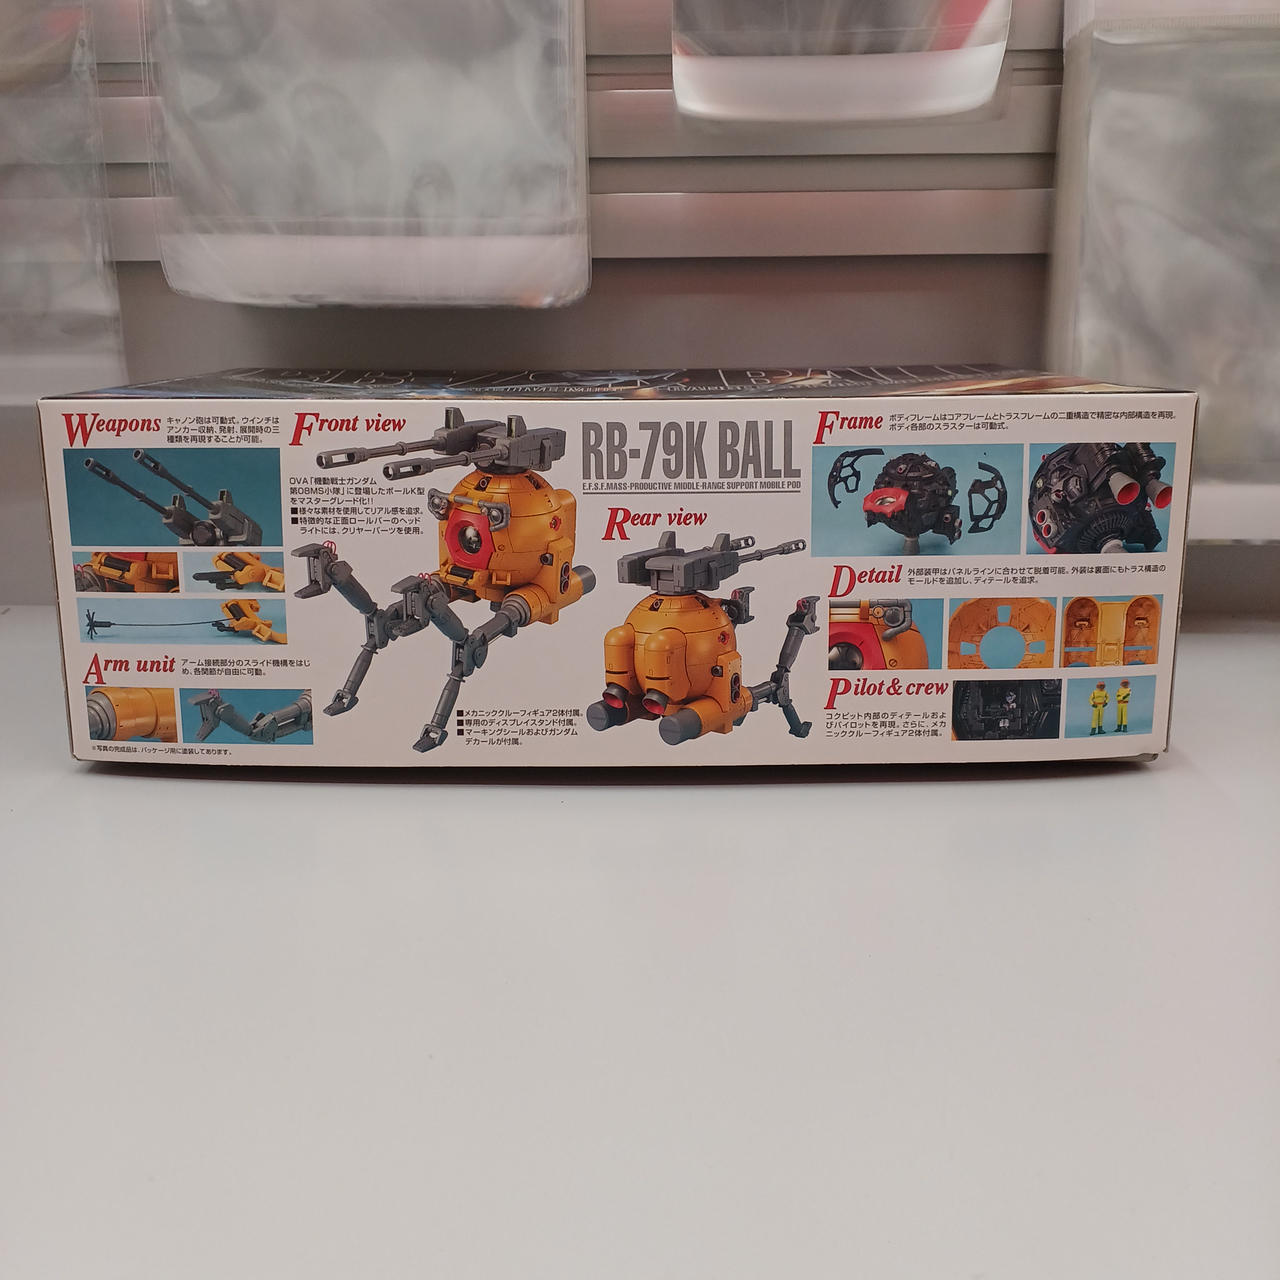 Weapons
キャノン砲は可動式。ウインチは
アンカー収納、発射、展開時の三
種類を再現することが可能。
Arm unit
アーム接続部分のスライド機構をはじ
め、各関節が自由に可動。
※写真の完成品は、パッケージ用に塗装してあります。
Front view
OVA「機動戦士ガンダム
第08MS小隊」に登場したボールK型
をマスターグレード化!!
■様々な素材を使用してリアル感を追求。
■特徴的な正面ロールバーのヘッド
ライトには、クリヤーパーツを使用。
■メカニッククルーフィギュア2体付属。
■専用のディスプレイスタンド付属。
■マーキングシールおよびガンダム
デカールが付属。
RB-79K BALL
E.F.S.F.MASS-PRODUCTIVE MIDDLE-RANGE SUPPORT MOBILE POD
Rear view
Frame
ボディフレームはコアフレームとトラスフレームの二重構造で精密な内部構造を再現。
ボディ各部のスラスターは可動式。
Detail
外部装甲はパネルラインに合わせて脱着可能。外装は裏面にもトラス構造の
モールドを追加し、ディテールを追求。
Pilot & crew
コクピット内部のディテールおよ
びパイロットを再現。さらに、メカ
ニッククルーフィギュア2体付属。